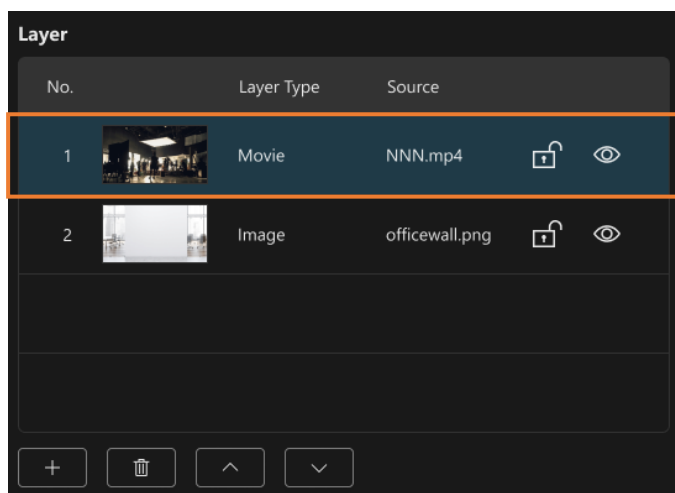 Layer
No. Layer Type Source
1 Movie NNN.mp4
2 Image officewall.png